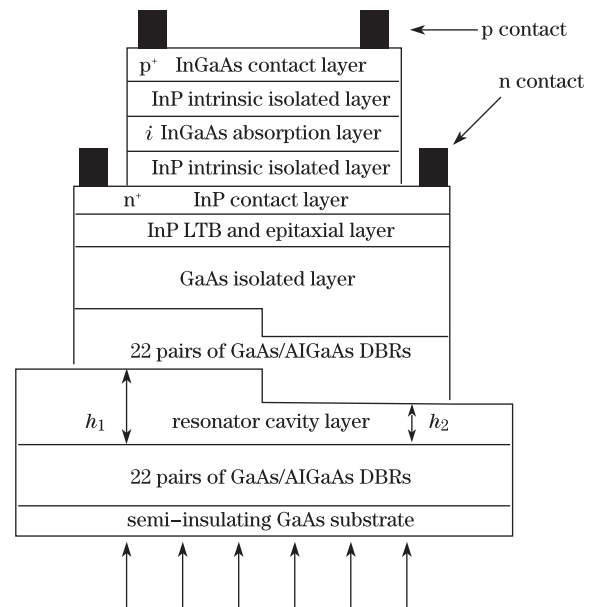 p contact
p⁺ InGaAs contact layer
n contact
InP intrinsic isolated layer
i InGaAs absorption layer
InP intrinsic isolated layer
n⁺ InP contact layer
InP LTB and epitaxial layer
GaAs isolated layer
22 pairs of GaAs/AIGaAs DBRs
h₁ resonator cavity layer h₂
22 pairs of GaAs/AIGaAs DBRs
semi-insulating GaAs substrate